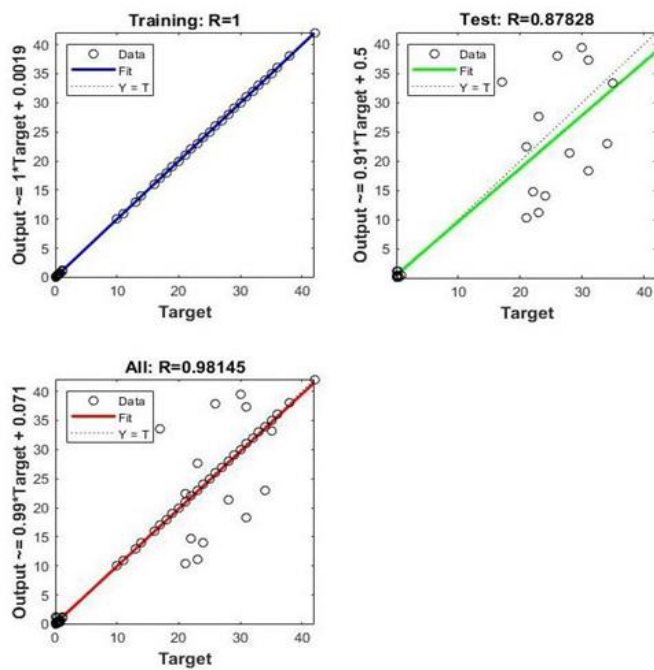 Training: R=1
Output ~= 1*Target + 0.0019
40
35
30
25
20
15
10
5
0
Data
Fit
Y = T
0
10
20
30
40
Target
Test: R=0.87828
Output ~= 0.91*Target + 0.5
40
35
30
25
20
15
10
5
0
Data
Fit
Y = T
10
20
30
40
Target
All: R=0.98145
Output ~= 0.99*Target + 0.071
40
35
30
25
20
15
10
5
0
Data
Fit
Y = T
0
10
20
30
40
Target